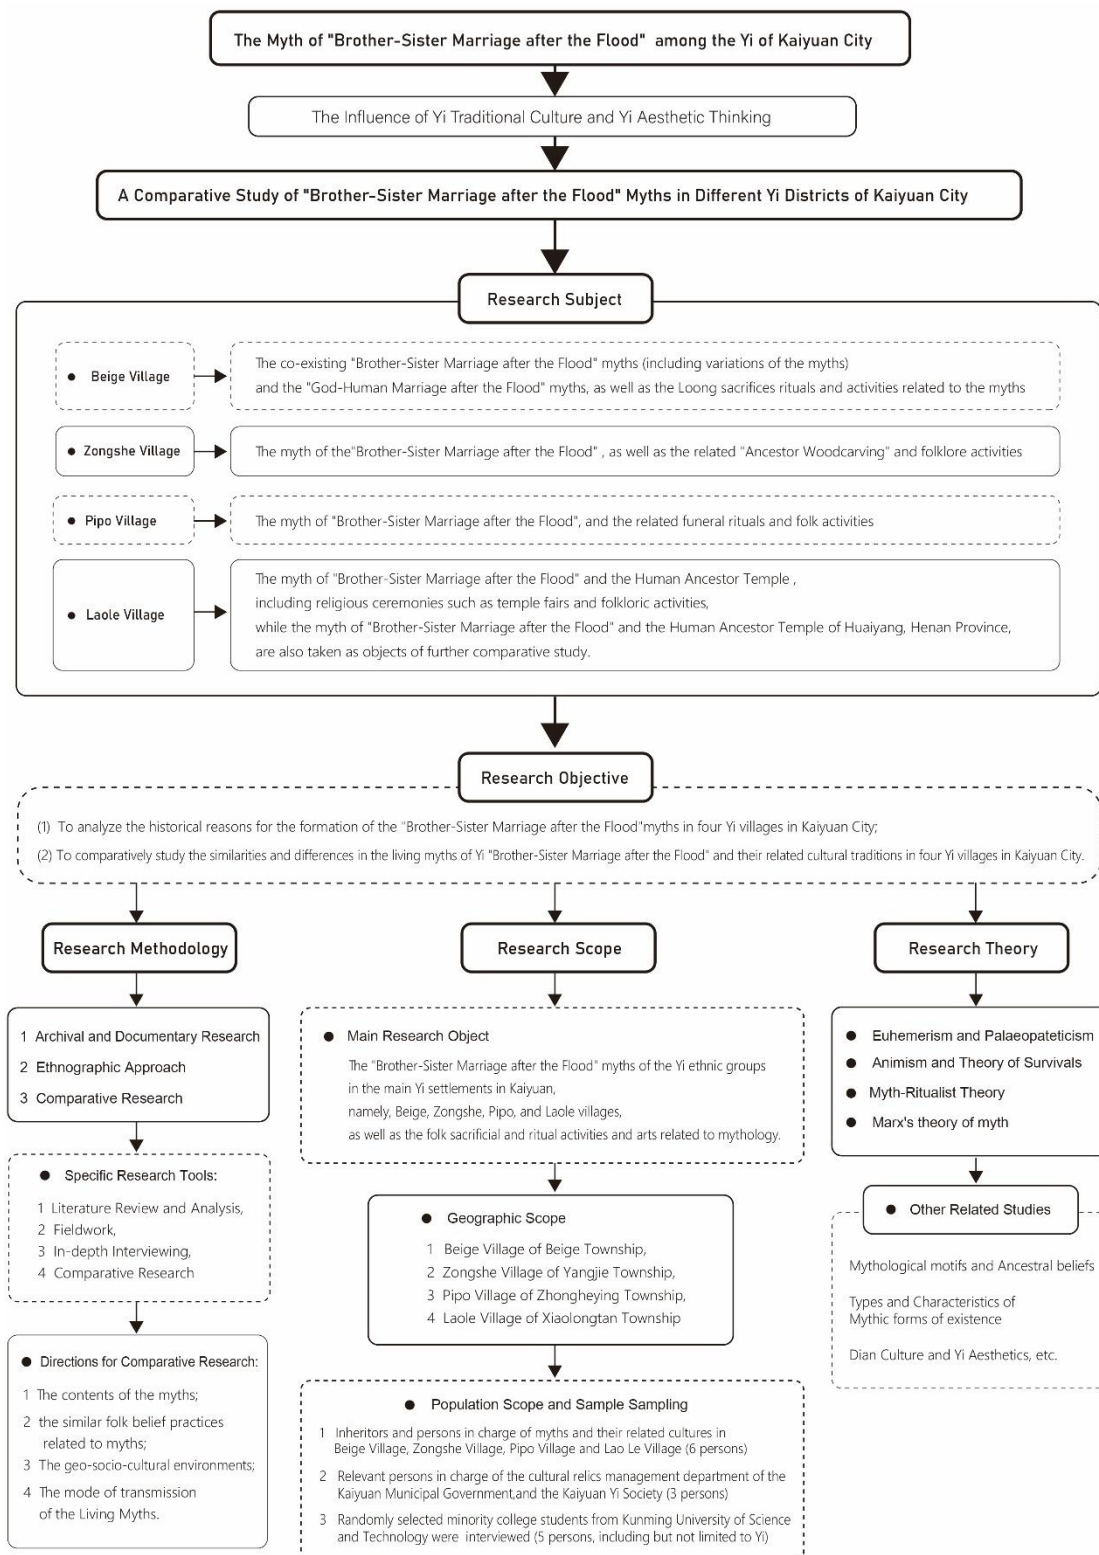 The Myth of "Brother-Sister Marriage after the Flood" among the Yi of Kaiyuan City
The Influence of Yi Traditional Culture and Yi Aesthetic Thinking
A Comparative Study of "Brother-Sister Marriage after the Flood" Myths in Different Yi Districts of Kaiyuan City
Research Subject
● Beige Village
The co-existing "Brother-Sister Marriage after the Flood" myths (including variations of the myths)
and the "God-Human Marriage after the Flood" myths, as well as the Loong sacrifices rituals and activities related to the myths
● Zongshe Village
The myth of the"Brother-Sister Marriage after the Flood" , as well as the related "Ancestor Woodcarving" and folklore activities
● Pipo Village
The myth of "Brother-Sister Marriage after the Flood", and the related funeral rituals and folk activities
● Laole Village
The myth of "Brother-Sister Marriage after the Flood" and the Human Ancestor Temple ,
including religious ceremonies such as temple fairs and folkloric activities,
while the myth of "Brother-Sister Marriage after the Flood" and the Human Ancestor Temple of Huaiyang, Henan Province,
are also taken as objects of further comparative study.
Research Objective
(1) To analyze the historical reasons for the formation of the "Brother-Sister Marriage after the Flood"myths in four Yi villages in Kaiyuan City;
(2) To comparatively study the similarities and differences in the living myths of Yi "Brother-Sister Marriage after the Flood" and their related cultural traditions in four Yi villages in Kaiyuan City.
Research Methodology
1 Archival and Documentary Research
2 Ethnographic Approach
3 Comparative Research
● Specific Research Tools:
1 Literature Review and Analysis,
2 Fieldwork,
3 In-depth Interviewing,
4 Comparative Research
● Directions for Comparative Research:
1 The contents of the myths;
2 the similar folk belief practices
related to myths;
3 The geo-socio-cultural environments;
4 The mode of transmission
of the Living Myths.
Research Scope
● Main Research Object
The "Brother-Sister Marriage after the Flood" myths of the Yi ethnic groups
in the main Yi settlements in Kaiyuan,
namely, Beige, Zongshe, Pipo, and Laole villages,
as well as the folk sacrificial and ritual activities and arts related to mythology.
● Geographic Scope
1 Beige Village of Beige Township,
2 Zongshe Village of Yangjie Township,
3 Pipo Village of Zhongheying Township,
4 Laole Village of Xiaolongtan Township
● Population Scope and Sample Sampling
1 Inheritors and persons in charge of myths and their related cultures in
Beige Village, Zongshe Village, Pipo Village and Lao Le Village (6 persons)
2 Relevant persons in charge of the cultural relics management department of the
Kaiyuan Municipal Government,and the Kaiyuan Yi Society (3 persons)
3 Randomly selected minority college students from Kunming University of Science
and Technology were interviewed (5 persons, including but not limited to Yi)
Research Theory
● Euhemerism and Palaeopateticism
● Animism and Theory of Survivals
● Myth-Ritualist Theory
● Marx's theory of myth
● Other Related Studies
Mythological motifs and Ancestral beliefs
Types and Characteristics of
Mythic forms of existence
Dian Culture and Yi Aesthetics, etc.